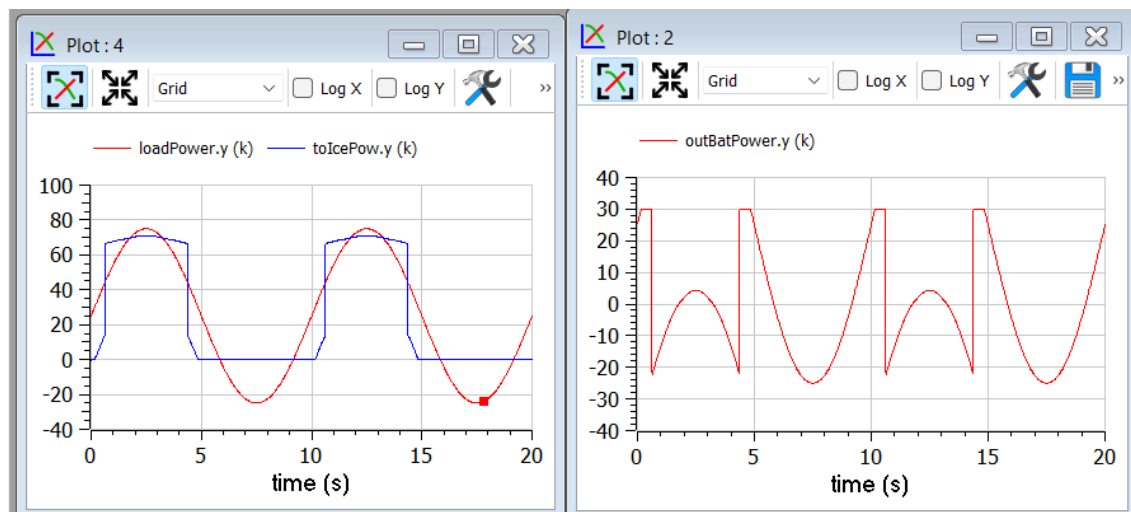 Plot : 4
Grid
Log X
Log Y
»
loadPower.y (k)
toIcePow.y (k)
100
80
60
40
20
0
-20
-40
0
5
10
15
20
time (s)
Plot : 2
Grid
Log X
Log Y
»
outBatPower.y (k)
40
30
20
10
0
-10
-20
-30
-40
0
5
10
15
20
time (s)